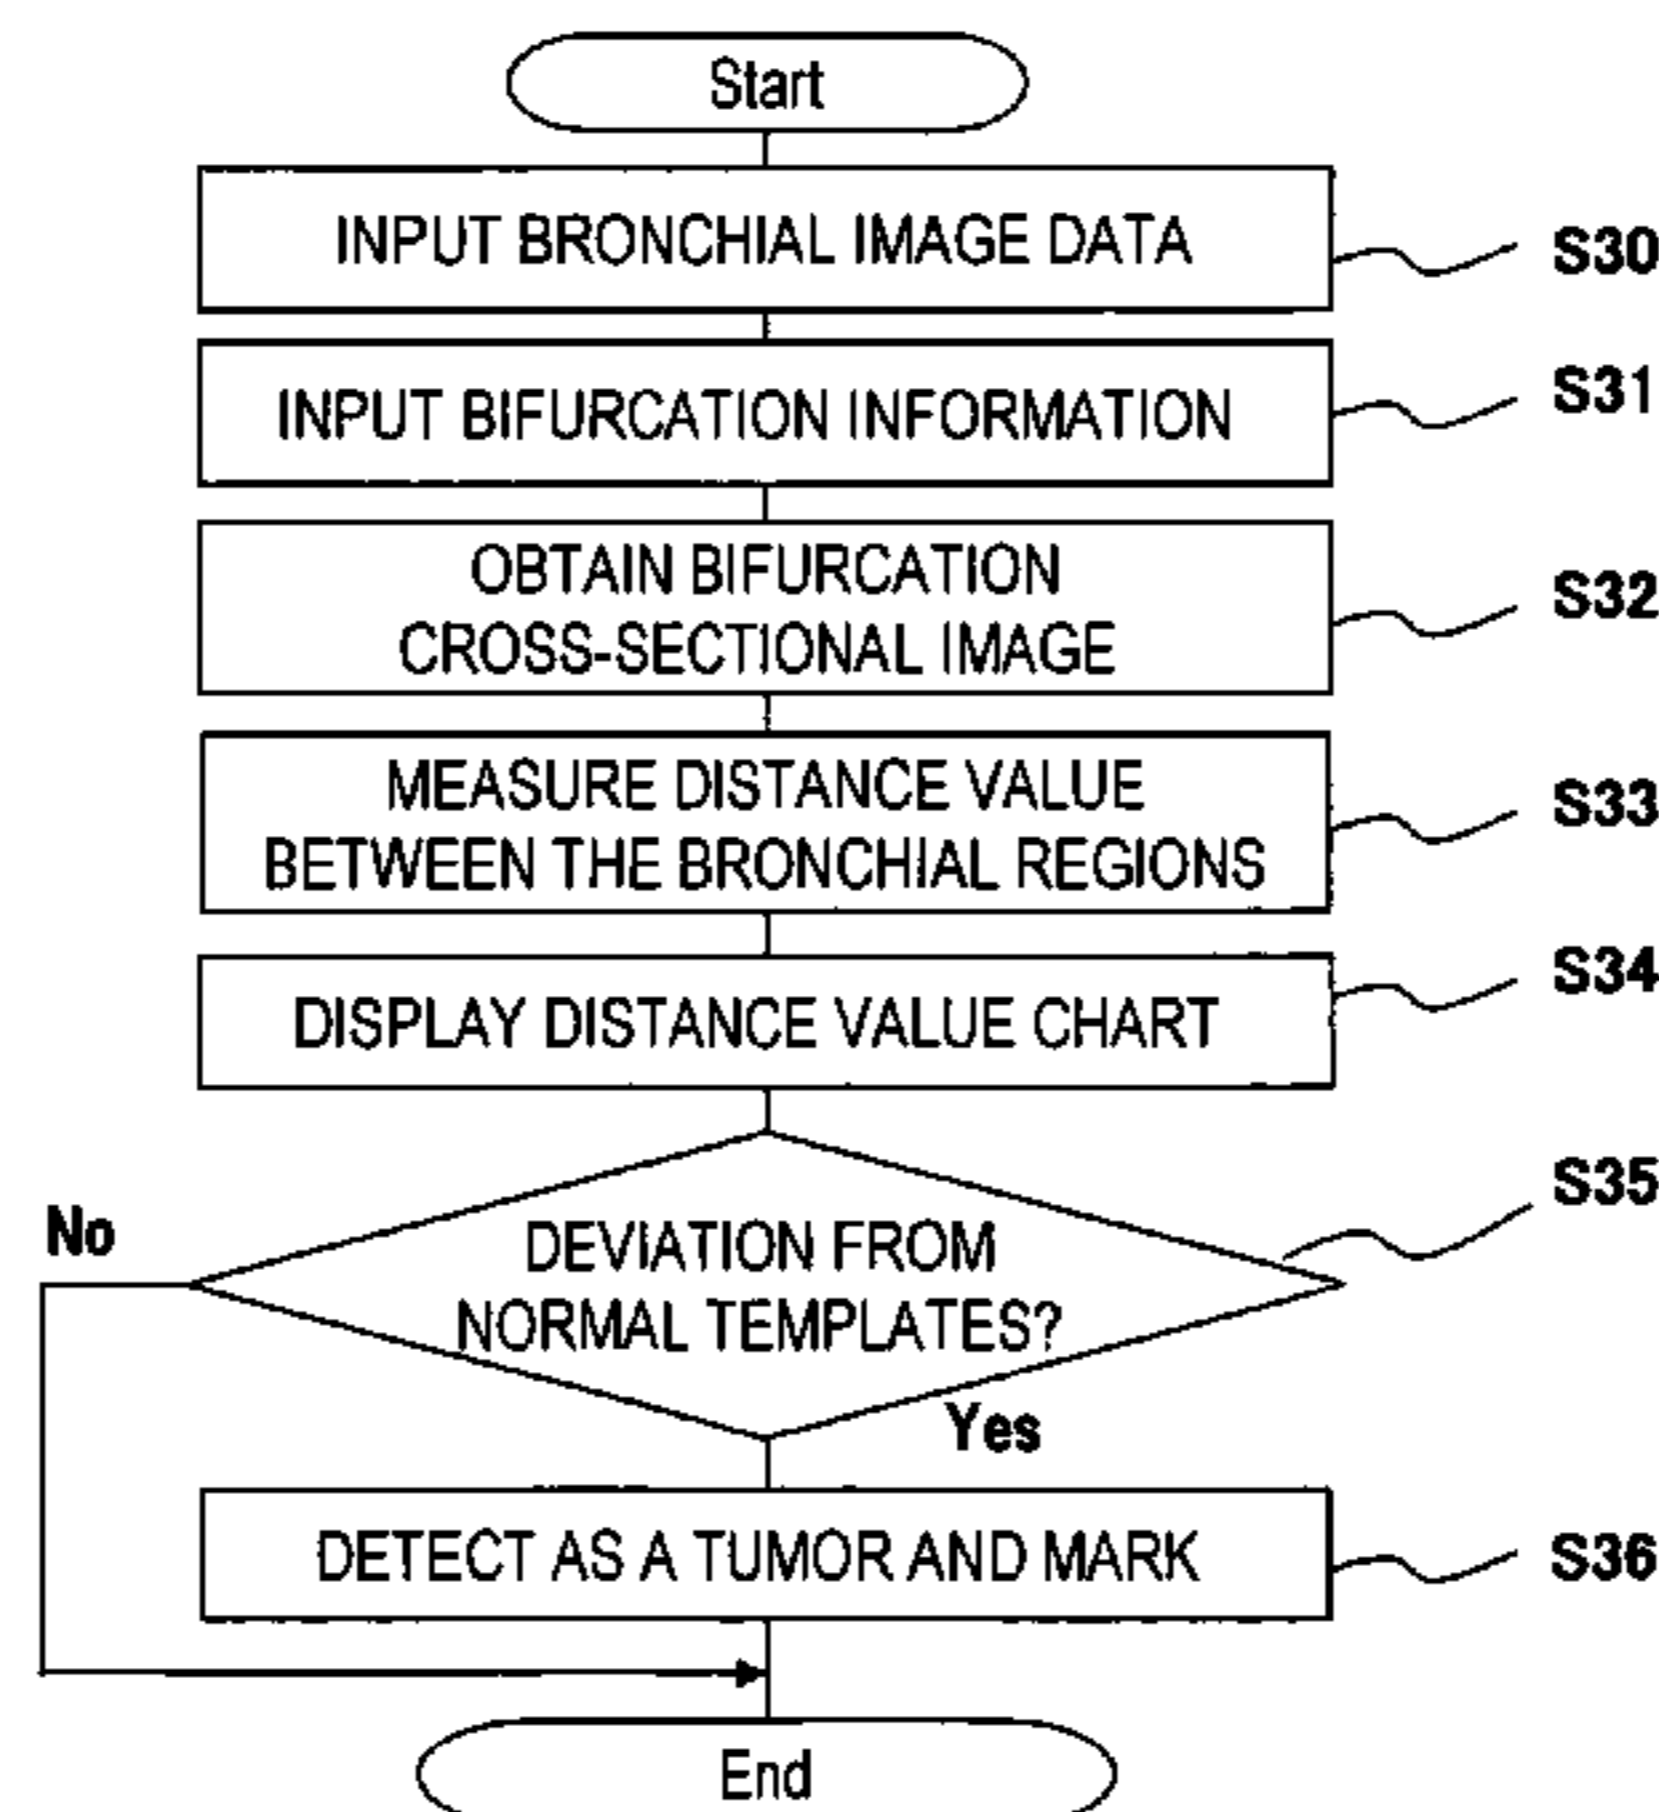 Start
INPUT BRONCHIAL IMAGE DATA
S30
INPUT BIFURCATION INFORMATION
S31
OBTAIN BIFURCATION
CROSS-SECTIONAL IMAGE
S32
MEASURE DISTANCE VALUE
BETWEEN THE BRONCHIAL REGIONS
S33
DISPLAY DISTANCE VALUE CHART
S34
DEVIATION FROM
NORMAL TEMPLATES?
S35
No
Yes
DETECT AS A TUMOR AND MARK
S36
End